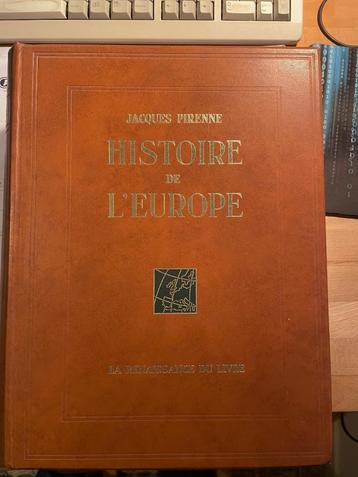 JACQUES PIRENNE
HISTOIRE
DE
L'EUROPE
LA RENAISSANCE DU LIVRE